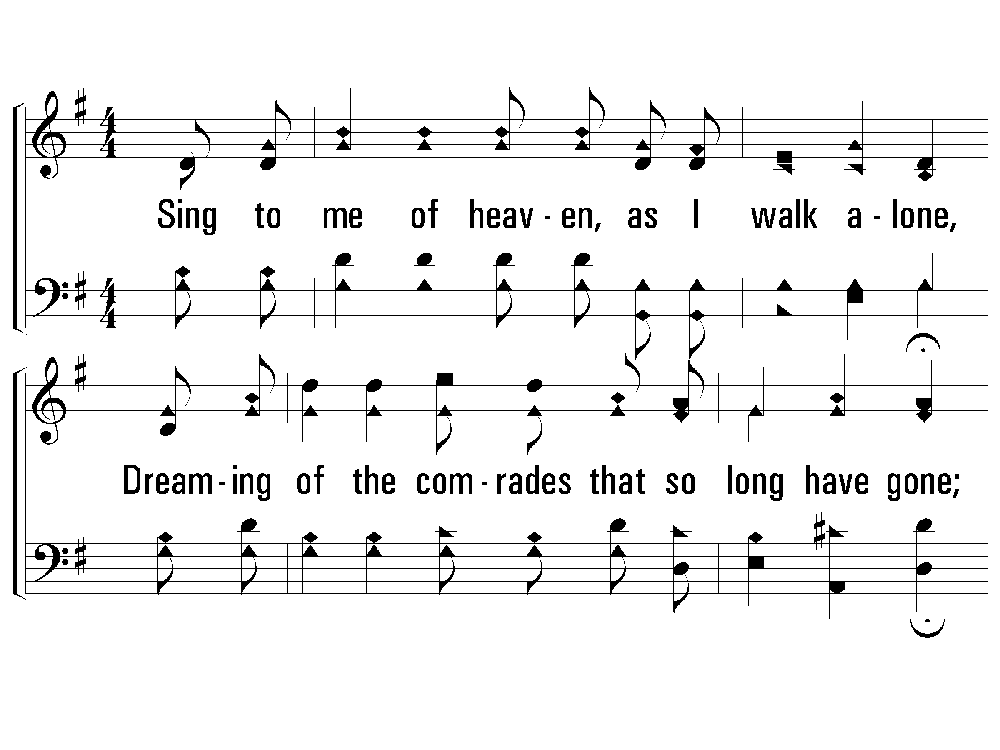 Sing to me of heav - en, as I walk a - lone,
Dream - ing of the com - rades that so long have gone;